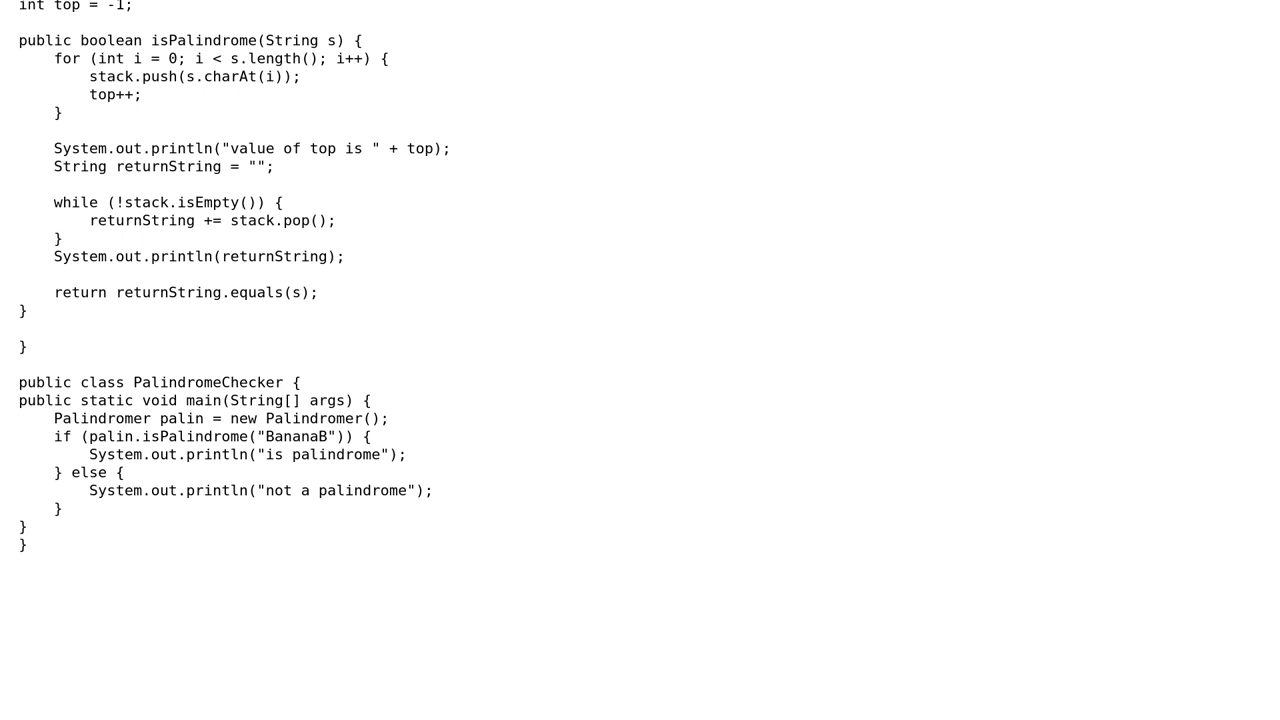 int top = -1;
public boolean isPalindrome(String s) {
    for (int i = 0; i < s.length(); i++) {
        stack.push(s.charAt(i));
        top++;
    }
    System.out.println("value of top is " + top);
    String returnString = "";
    while (!stack.isEmpty()) {
        returnString += stack.pop();
    }
    System.out.println(returnString);
    return returnString.equals(s);
}
}
public class PalindromeChecker {
public static void main(String[] args) {
    Palindromer palin = new Palindromer();
    if (palin.isPalindrome("BananaB")) {
        System.out.println("is palindrome");
    } else {
        System.out.println("not a palindrome");
    }
}
}